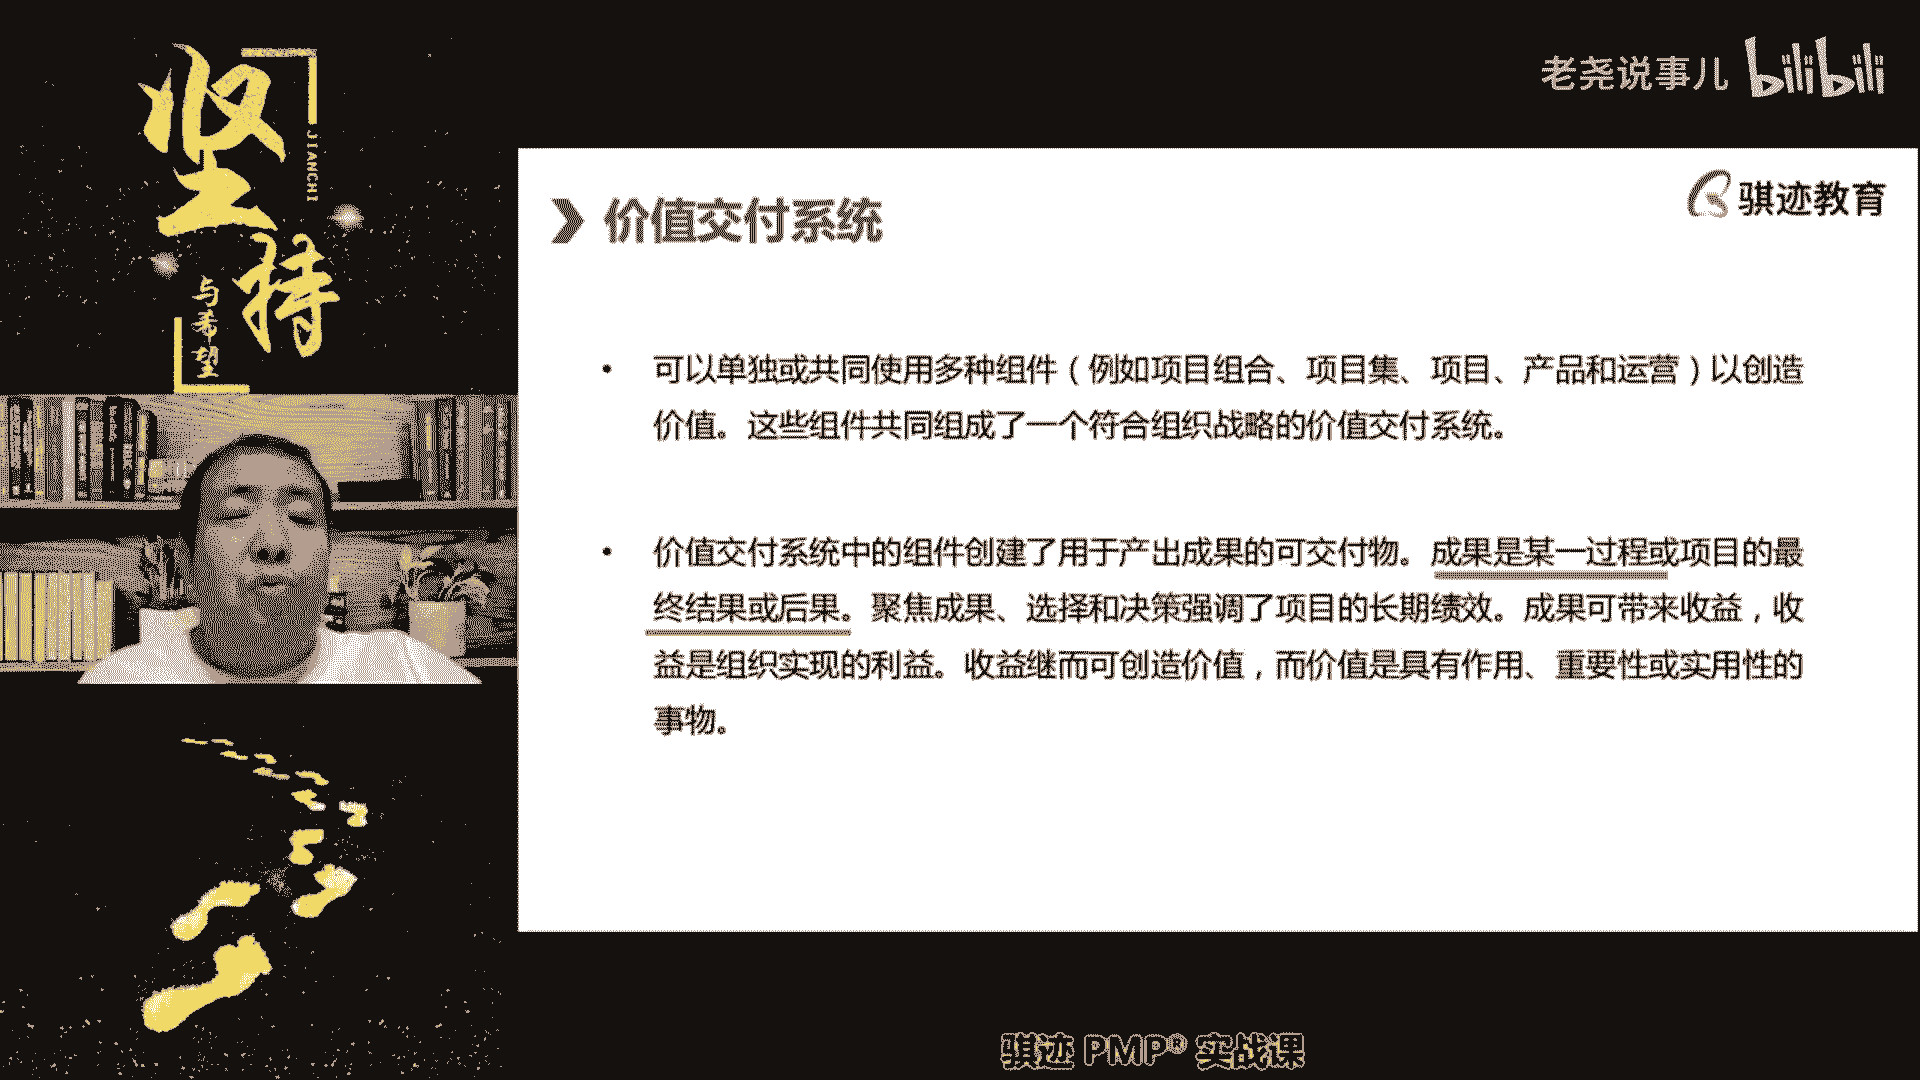 坚持
JIANCHI
与希望
老尧说事儿 bilibili
骐迹教育
价值交付系统
• 可以单独或共同使用多种组件（例如项目组合、项目集、项目、产品和运营）以创造
价值。这些组件共同组成了一个符合组织战略的价值交付系统。
• 价值交付系统中的组件创建了用于产出成果的可交付物。成果是某一过程或项目的最
终结果或后果。聚焦成果、选择和决策强调了项目的长期绩效。成果可带来收益，收
益是组织实现的利益。收益继而可创造价值，而价值是具有作用、重要性或实用性的
事物。
骐迹 PMP® 实战课